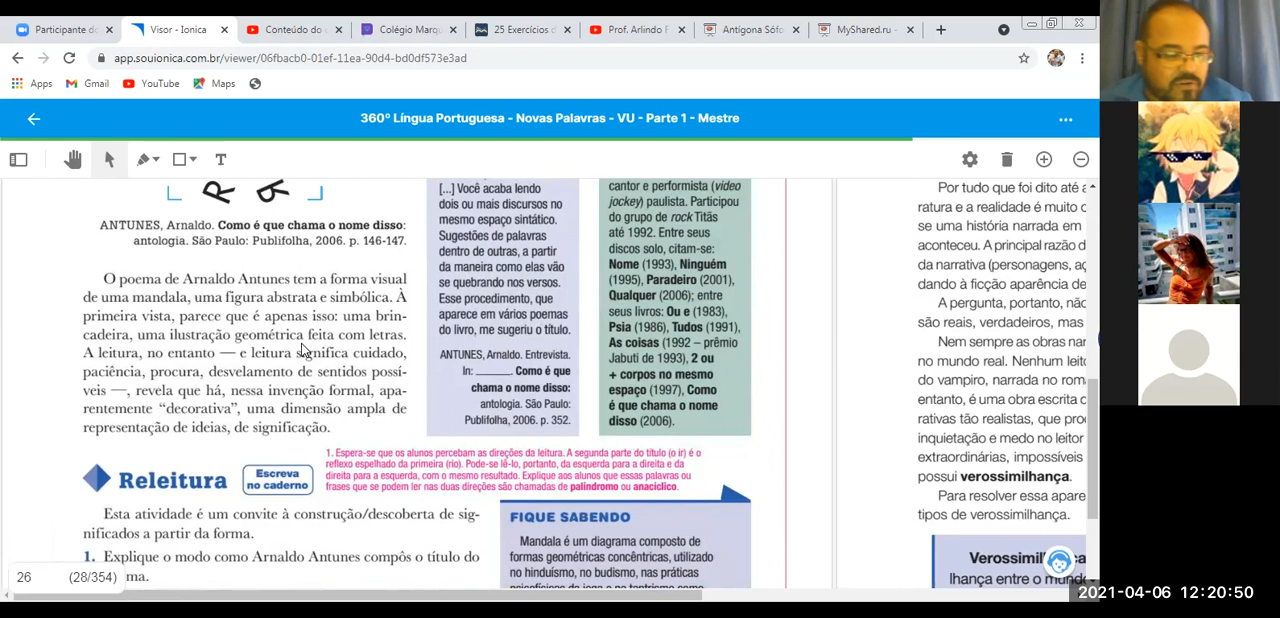 Participante do
Visor - Ionica
Conteúdo do
Colégio Marq
25 Exercícios d
Prof. Arlindo F
Antígona Sófo
MyShared.ru -
app.souionica.com.br/viewer/06fbacb0-01ef-11ea-90d4-bd0df573e3ad
Apps
Gmail
YouTube
Maps
360º Língua Portuguesa - Novas Palavras - VU - Parte 1 - Mestre
T
R
ANTUNES, Arnaldo. Como é que chama o nome disso:
antologia. São Paulo: Publifolha, 2006. p. 146-147.
O poema de Arnaldo Antunes tem a forma visual
de uma mandala, uma figura abstrata e simbólica. À
primeira vista, parece que é apenas isso: uma brin-
cadeira, uma ilustração geométrica feita com letras.
A leitura, no entanto — e leitura significa cuidado,
paciência, procura, desvelamento de sentidos possí-
veis —, revela que há, nessa invenção formal, apa-
rentemente “decorativa”, uma dimensão ampla de
representação de ideias, de significação.
[...] Você acaba lendo
dois ou mais discursos no
mesmo espaço sintático.
Sugestões de palavras
dentro de outras, a partir
da maneira como elas vão
se quebrando nos versos.
Esse procedimento, que
aparece em vários poemas
do livro, me sugeriu o título.
ANTUNES, Arnaldo. Entrevista.
In: ______. Como é que
chama o nome disso:
antologia. São Paulo:
Publifolha, 2006. p. 352.
cantor e performista (video
jockey) paulista. Participou
do grupo de rock Titãs
até 1992. Entre seus
discos solo, citam-se:
Nome (1993), Ninguém
(1995), Paradeiro (2001),
Qualquer (2006); entre
seus livros: Ou e (1983),
Psia (1986), Tudos (1991),
As coisas (1992 – prêmio
Jabuti de 1993), 2 ou
+ corpos no mesmo
espaço (1997), Como
é que chama o nome
disso (2006).
1. Espera-se que os alunos percebam as direções da leitura. A segunda parte do título (o ir) é o
reflexo espelhado da primeira (rio). Pode-se lê-lo, portanto, da esquerda para a direita e da
direita para a esquerda, com o mesmo resultado. Explique aos alunos que essas palavras ou
frases que se podem ler nas duas direções são chamadas de palíndromo ou anacíclico.
Releitura
Escreva
no caderno
Esta atividade é um convite à construção/descoberta de sig-
nificados a partir da forma.
1. Explique o modo como Arnaldo Antunes compôs o título do
ma.
FIQUE SABENDO
Mandala é um diagrama composto de
formas geométricas concêntricas, utilizado
no hinduísmo, no budismo, nas práticas
Por tudo que foi dito até a
ratura e a realidade é muito
se uma história narrada em
aconteceu. A principal razão d
da narrativa (personagens, aç
dando à ficção aparência de
A pergunta, portanto, não
são reais, verdadeiros, mas
Nem sempre as obras nar
no mundo real. Nenhum leito
do vampiro, narrada no rom
entanto, é uma obra escrita
rativas tão realistas, que pro
inquietação e medo no leitor
extraordinárias, impossíveis
possui verossimilhança.
Para resolver essa apare
tipos de verossimilhança.
Verossimil
lhança entre o mund
26 (28/354)
2021-04-06 12:20:50